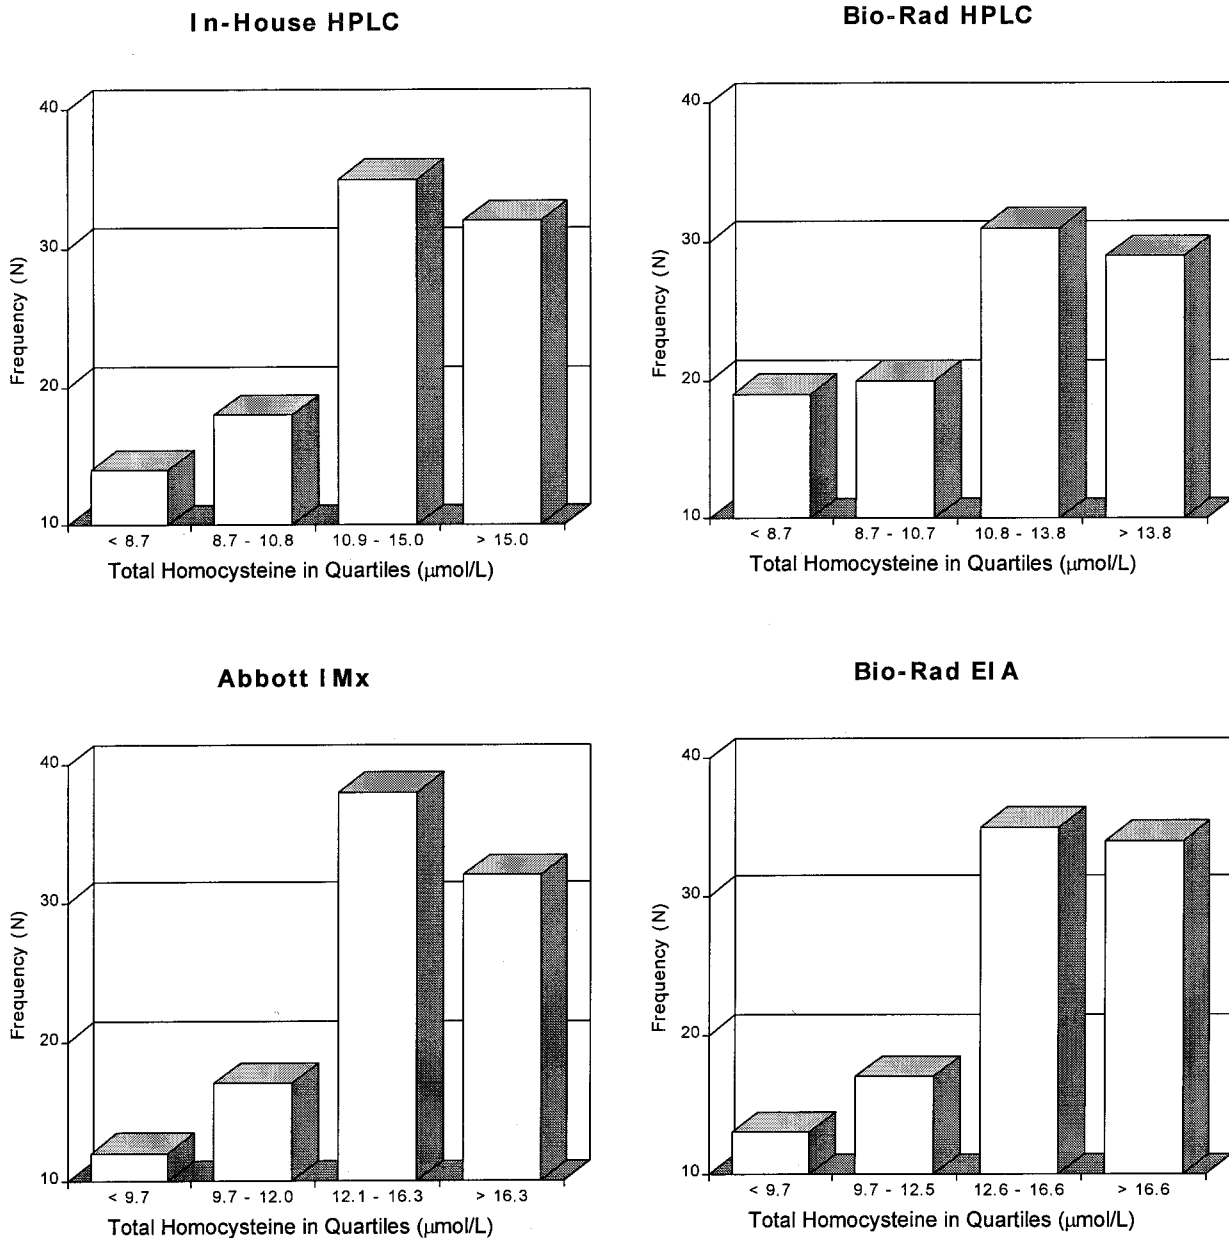 In-House HPLC
40
30
20
10
Frequency (N)
< 8.7 8.7 - 10.8 10.9 - 15.0 > 15.0
Total Homocysteine in Quartiles (μmol/L)
Bio-Rad HPLC
40
30
20
10
Frequency (N)
< 8.7 8.7 - 10.7 10.8 - 13.8 > 13.8
Total Homocysteine in Quartiles (μmol/L)
Abbott IMx
40
30
20
10
Frequency (N)
< 9.7 9.7 - 12.0 12.1 - 16.3 > 16.3
Total Homocysteine in Quartiles (μmol/L)
Bio-Rad EIA
40
30
20
10
Frequency (N)
< 9.7 9.7 - 12.5 12.6 - 16.6 > 16.6
Total Homocysteine in Quartiles (μmol/L)